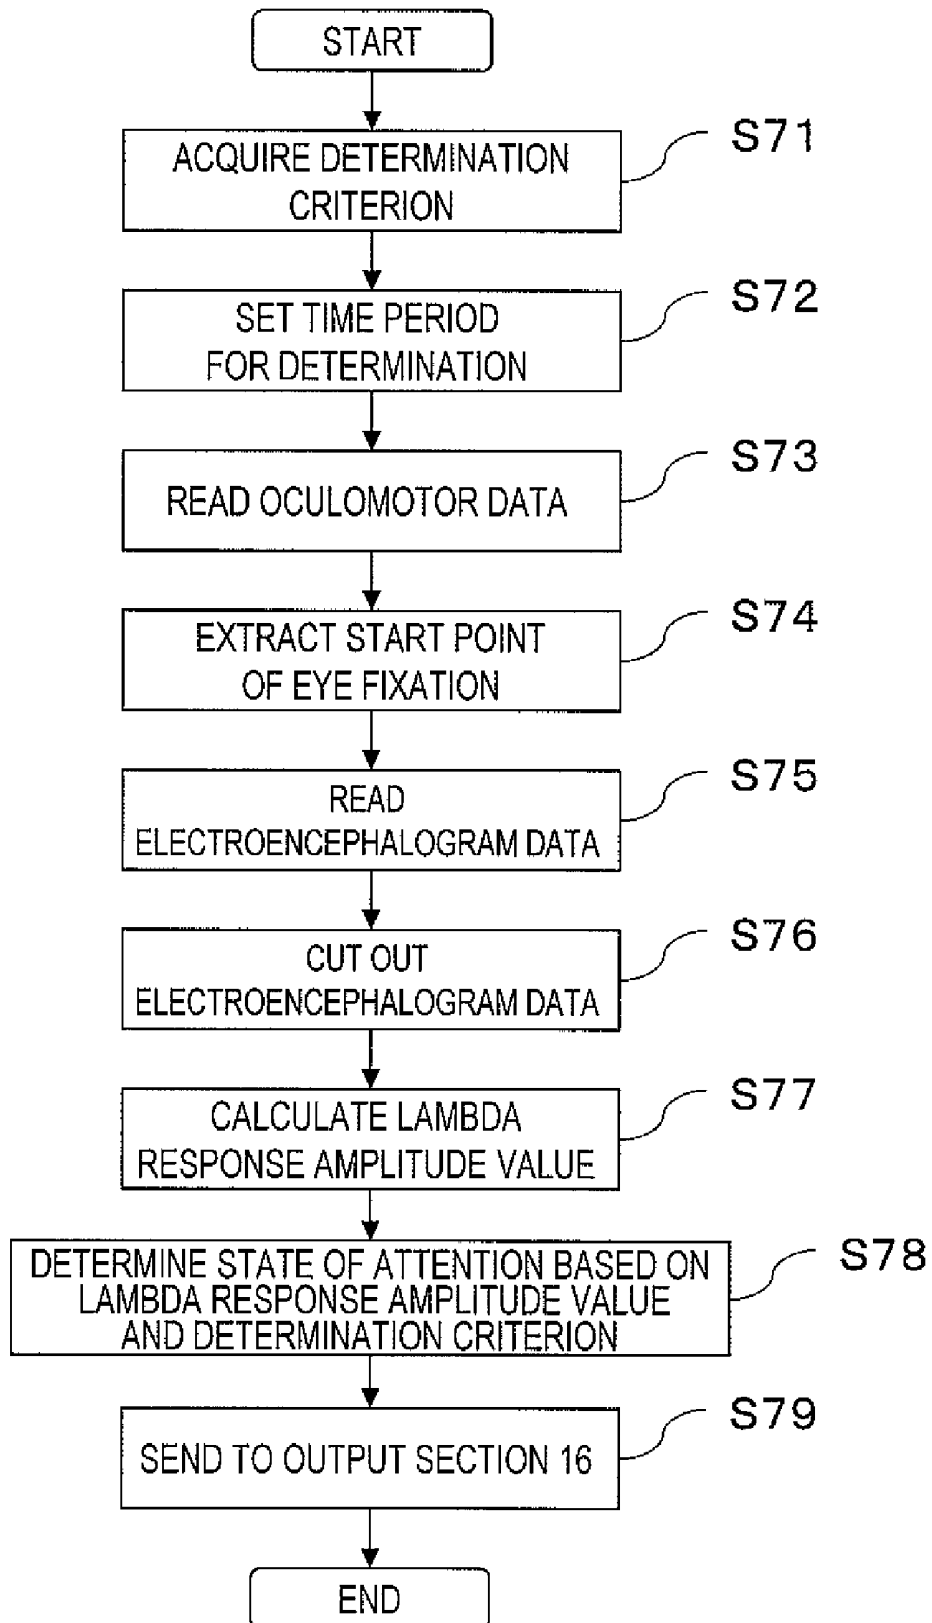 START
S71
ACQUIRE DETERMINATION
CRITERION
S72
SET TIME PERIOD
FOR DETERMINATION
S73
READ OCULOMOTOR DATA
S74
EXTRACT START POINT
OF EYE FIXATION
S75
READ
ELECTROENCEPHALOGRAM DATA
S76
CUT OUT
ELECTROENCEPHALOGRAM DATA
S77
CALCULATE LAMBDA
RESPONSE AMPLITUDE VALUE
S78
DETERMINE STATE OF ATTENTION BASED ON
LAMBDA RESPONSE AMPLITUDE VALUE
AND DETERMINATION CRITERION
S79
SEND TO OUTPUT SECTION 16
END